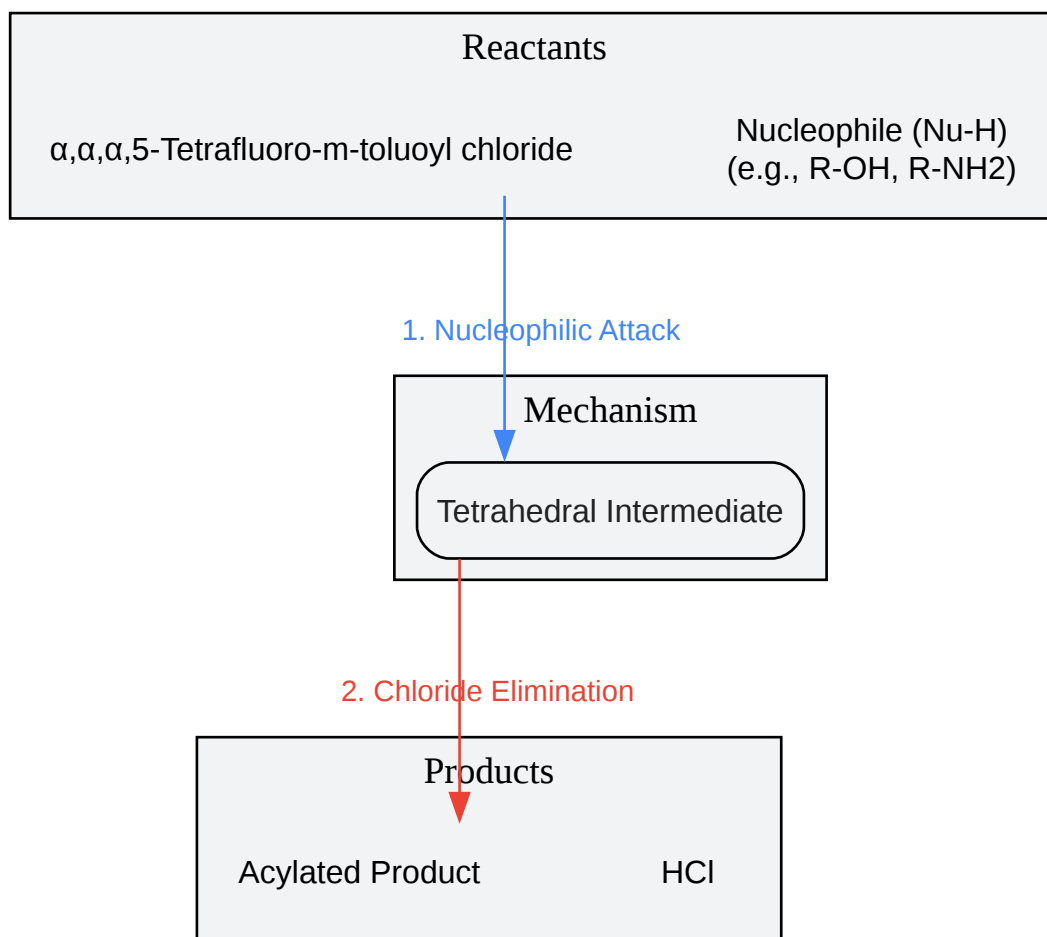 Reactants
α,α,α,5-Tetrafluoro-m-toluoyl chloride
Nucleophile (Nu-H)
(e.g., R-OH, R-NH2)
1. Nucleophilic Attack
Mechanism
Tetrahedral Intermediate
2. Chloride Elimination
Products
Acylated Product
HCl